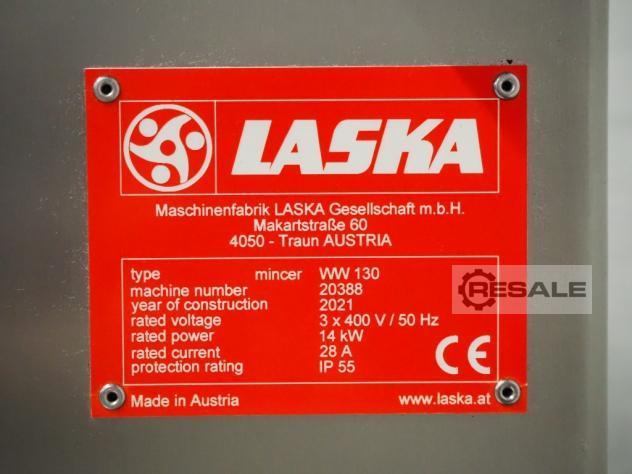 LASKA
Maschinenfabrik LASKA Gesellschaft m.b.H.
Makartstraße 60
4050 - Traun AUSTRIA
type mincer WW 130
machine number 20388
year of construction 2021
rated voltage 3 x 400 V / 50 Hz
rated power 14 kW
rated current 28 A
protection rating IP 55
CE
Made in Austria www.laska.at
RESALE